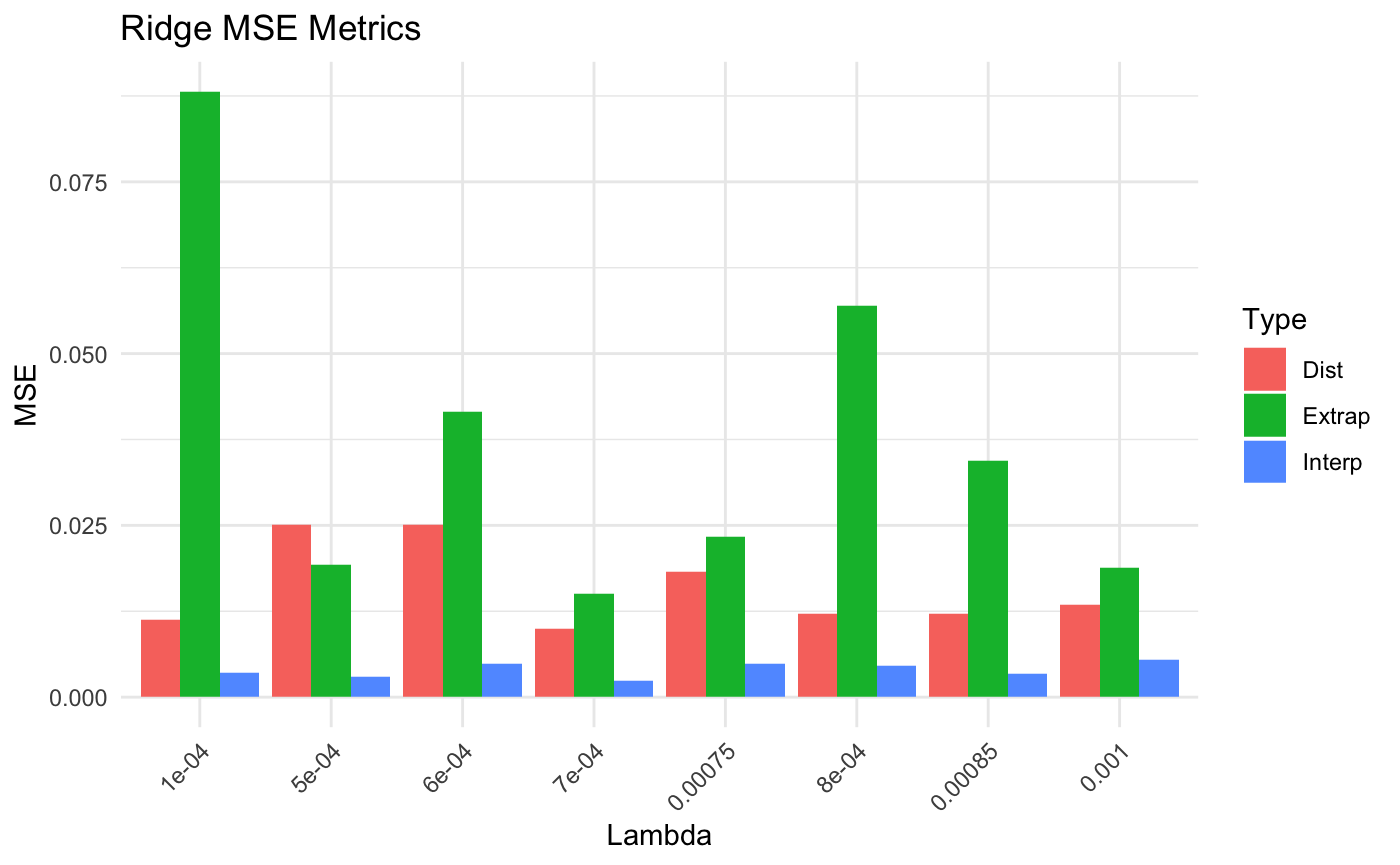 Ridge MSE Metrics
MSE
0.075
0.050
0.025
0.000
1e-04
5e-04
6e-04
7e-04
0.00075
8e-04
0.00085
0.001
Lambda
Type
Dist
Extrap
Interp